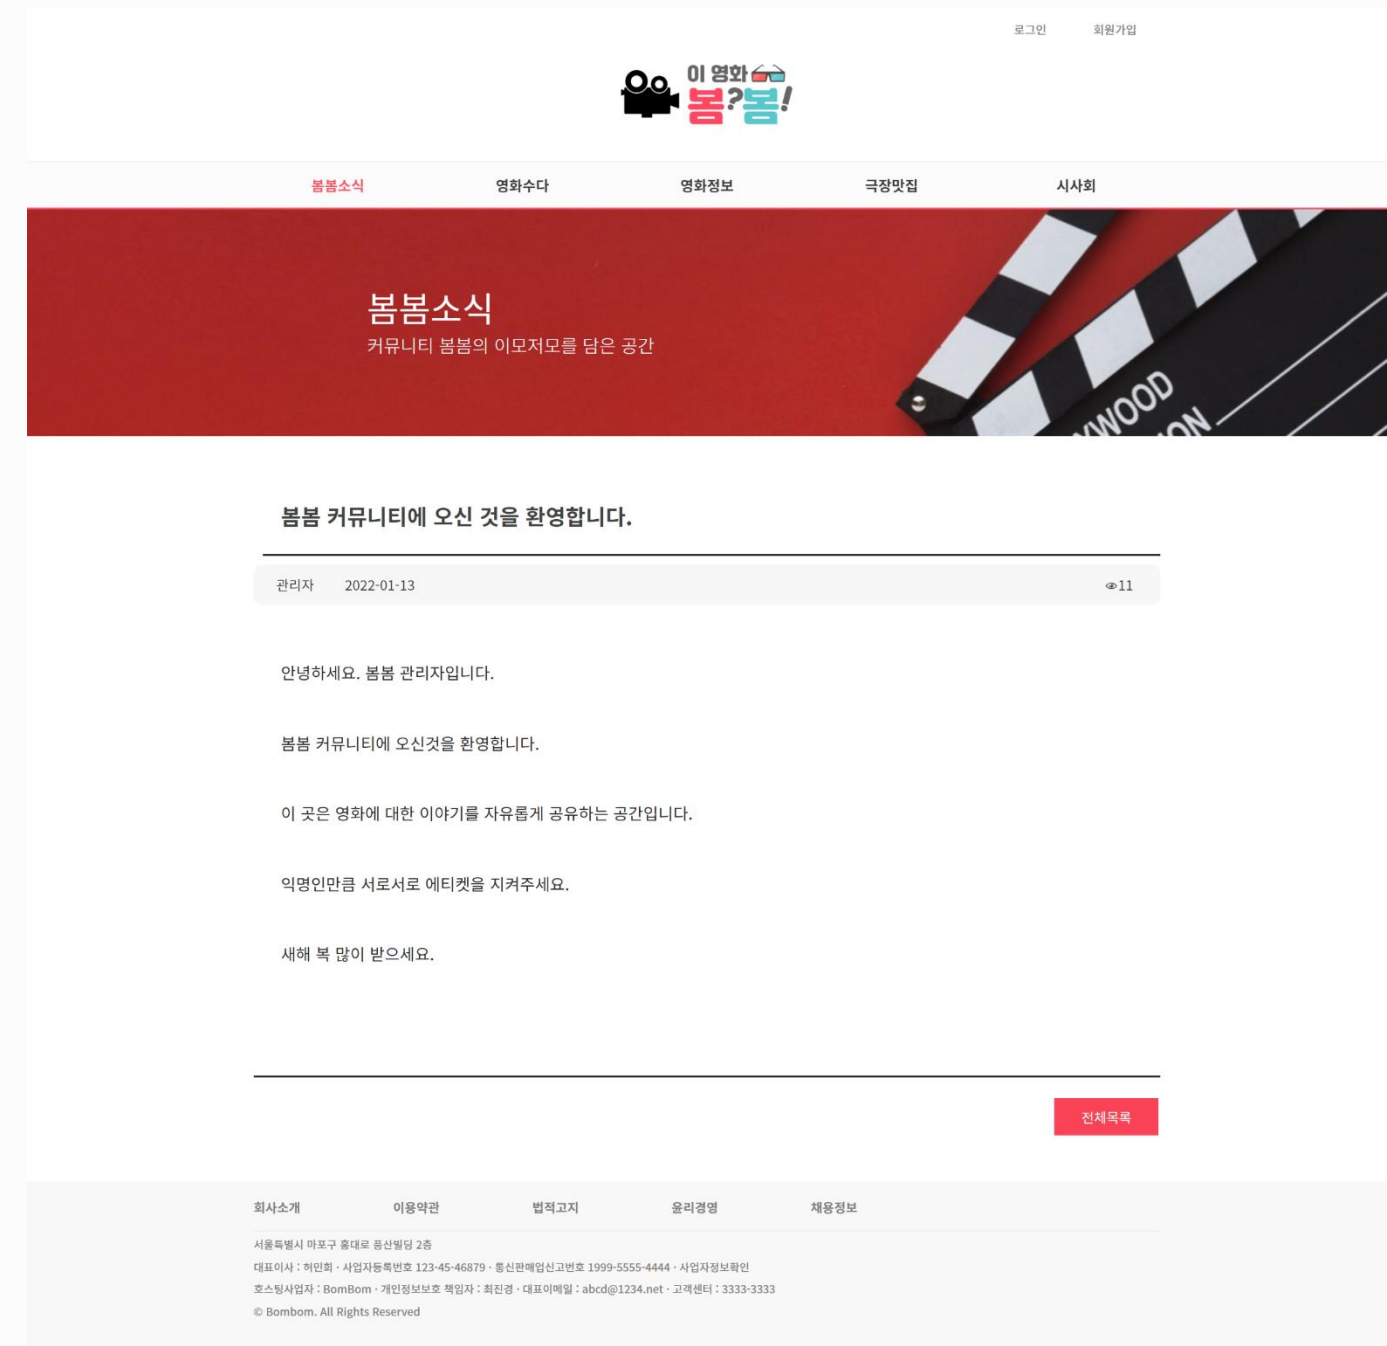 로그인 회원가입
이 영화
봄?봄!
봄봄소식 영화수다 영화정보 극장맛집 시사회
봄봄소식
커뮤니티 봄봄의 이모저모를 담은 공간
WOOD
ON
봄봄 커뮤니티에 오신 것을 환영합니다.
관리자 2022-01-13 11
안녕하세요. 봄봄 관리자입니다.
봄봄 커뮤니티에 오신것을 환영합니다.
이 곳은 영화에 대한 이야기를 자유롭게 공유하는 공간입니다.
익명인만큼 서로서로 에티켓을 지켜주세요.
새해 복 많이 받으세요.
전체목록
회사소개 이용약관 법적고지 윤리경영 채용정보
서울특별시 마포구 홍대로 풍산빌딩 2층
대표이사 : 허민회 · 사업자등록번호 123-45-46879 · 통신판매업신고번호 1999-5555-4444 · 사업자정보확인
호스팅사업자 : BomBom · 개인정보보호 책임자 : 최진경 · 대표이메일 : abcd@1234.net · 고객센터 : 3333-3333
© Bombom. All Rights Reserved